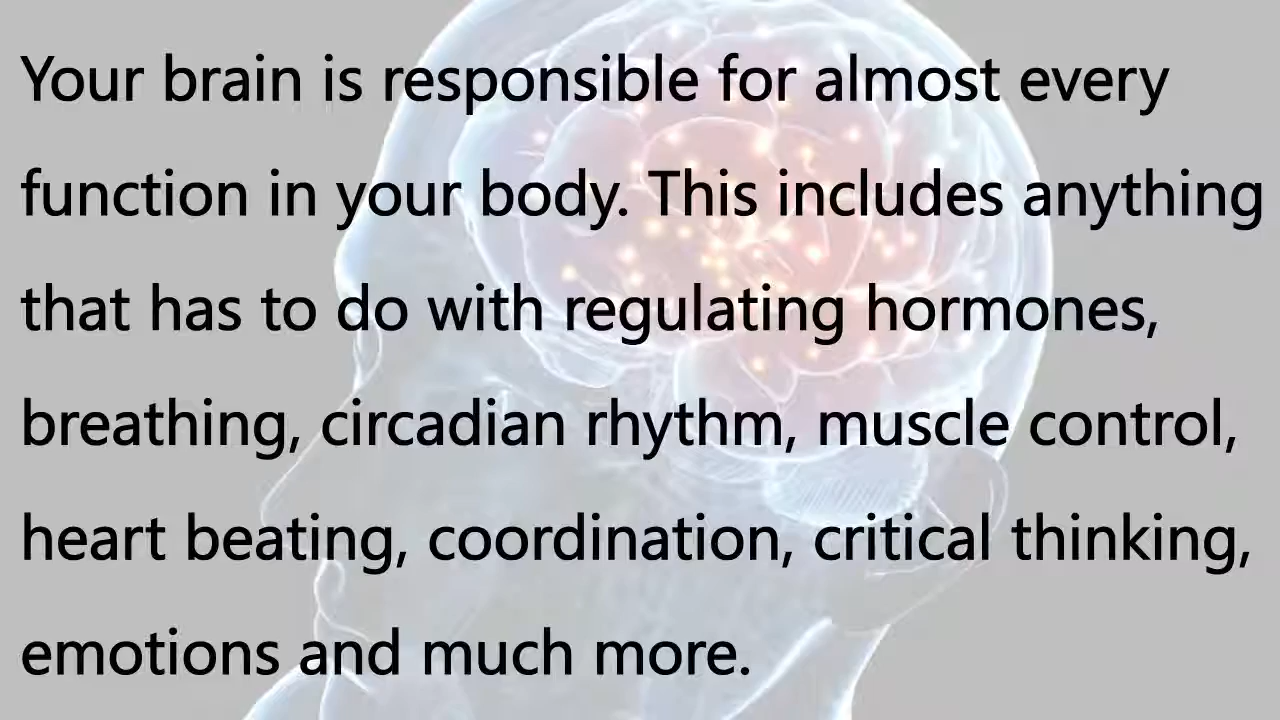 Your brain is responsible for almost every
function in your body. This includes anything
that has to do with regulating hormones,
breathing, circadian rhythm, muscle control,
heart beating, coordination, critical thinking,
emotions and much more.